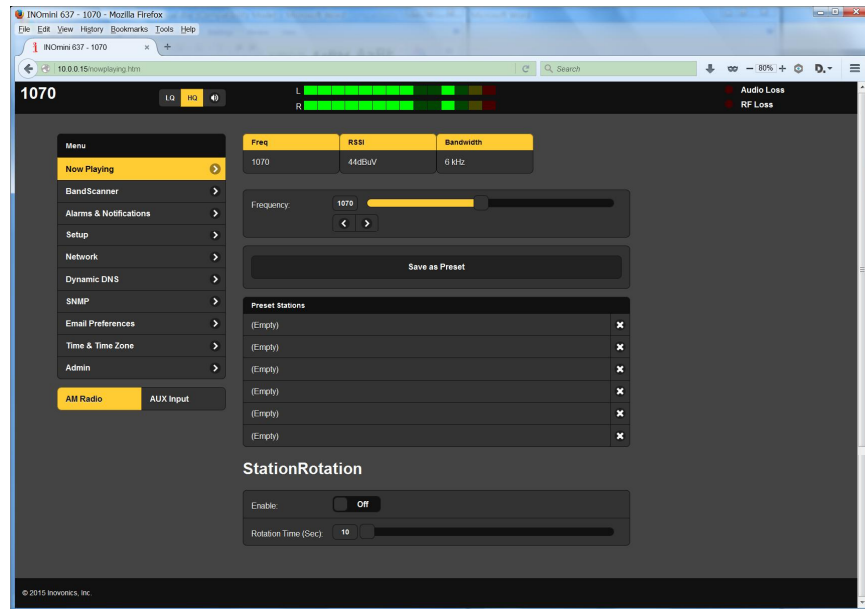 INOmini 637 - 1070 - Mozilla Firefox
File Edit View History Bookmarks Tools Help
INOmini 637 - 1070 × +
10.0.0.15/nowplaying.htm
Search
80%
D.
1070
LQ HQ
L
R
Audio Loss
RF Loss
Menu
Now Playing
BandScanner
Alarms & Notifications
Setup
Network
Dynamic DNS
SNMP
Email Preferences
Time & Time Zone
Admin
AM Radio AUX Input
Freq RSSI Bandwidth
1070 44dBuV 6 kHz
Frequency: 1070
Save as Preset
Preset Stations
(Empty)
(Empty)
(Empty)
(Empty)
(Empty)
(Empty)
StationRotation
Enable: Off
Rotation Time (Sec): 10
© 2015 Inovonics, Inc.